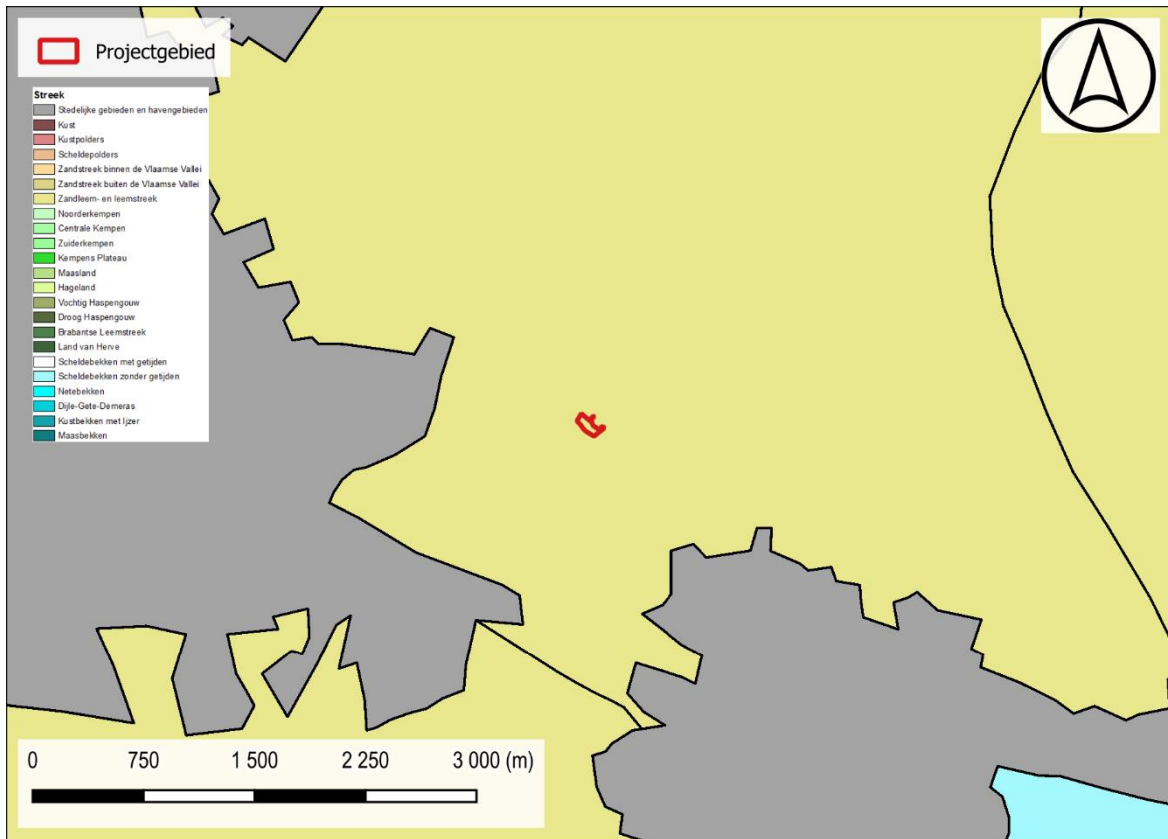 Projectgebied
Streek
Stedelijke gebieden en havengebieden
Kust
Kustpolders
Scheldepolders
Zandstreek binnen de Vlaamse Vallei
Zandstreek buiten de Vlaamse Vallei
Zandleem- en leemstreek
Noorderkempen
Centrale Kempen
Zuiderkempen
Kempens Plateau
Maasland
Hageland
Vochtig Haspengouw
Droog Haspengouw
Brabantse Leemstreek
Land van Herve
Scheldebekken met getijden
Scheldebekken zonder getijden
Netebekken
Dijle-Gete-Demeras
Kustbekken met Ijzer
Maasbekken
0 750 1 500 2 250 3 000 (m)